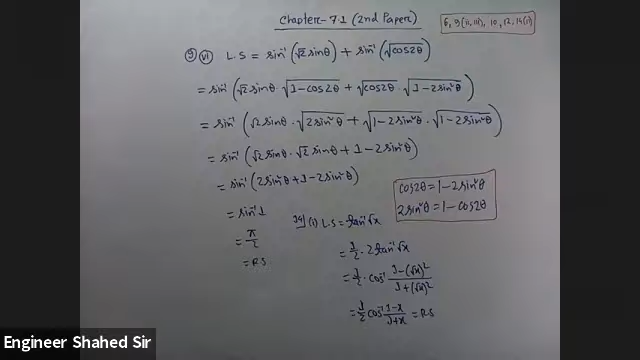 Chapter-7.1 (2nd Paper)
6, 9(ii, iii), 10, 12, 14(i)
9 vi L.S = sin⁻¹(√2 sinθ) + sin⁻¹(√cos2θ)
= sin⁻¹(√2 sinθ · √1-cos2θ + √cos2θ · √1-2sin²θ)
= sin⁻¹(√2 sinθ · √2sin²θ + √1-2sin²θ · √1-2sin²θ)
= sin⁻¹(√2 sinθ · √2 sinθ + 1-2sin²θ)
= sin⁻¹(2sin²θ+1-2sin²θ)
= sin⁻¹1
= π/2
= R.S
cos2θ = 1-2sin²θ
2sin²θ = 1-cos2θ
14 (i) L.S = tan⁻¹√x
= 1/2 · 2tan⁻¹√x
= 1/2 · cos⁻¹ 1-(√x)²/1+(√x)²
= 1/2 cos⁻¹ 1-x/1+x = R.S
Engineer Shahed Sir